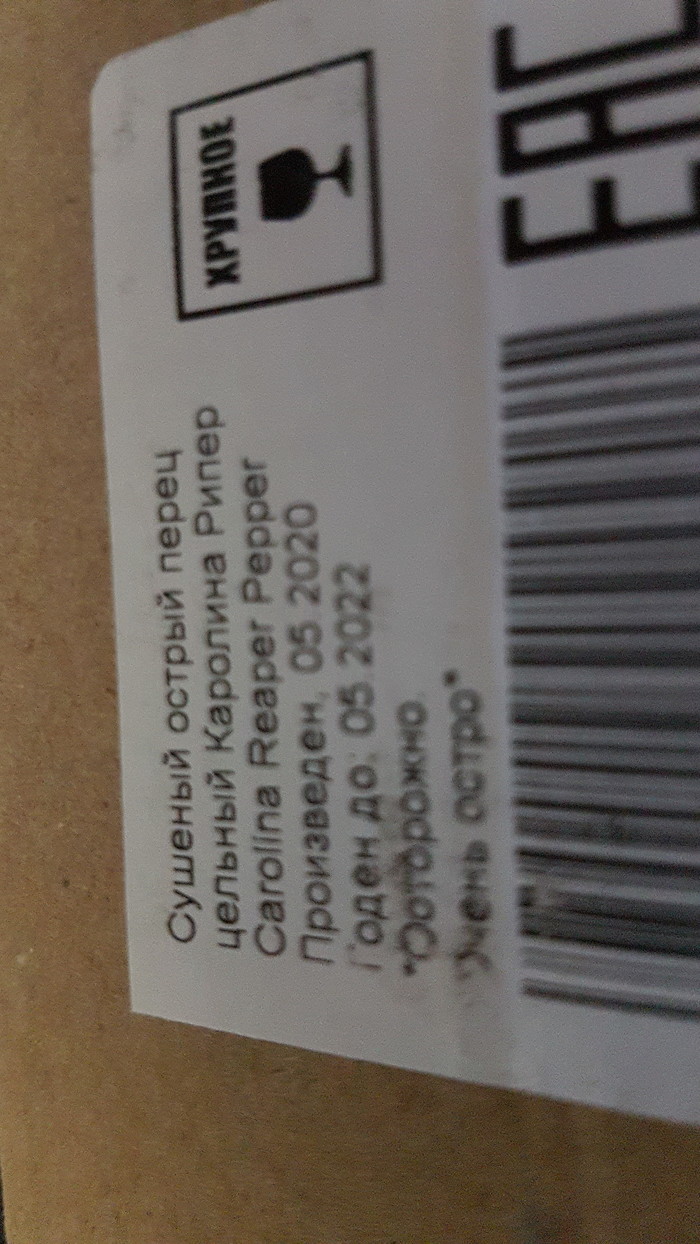 Сушеный острый перец
цельный Каролина Рипер
Carolina Reaper Pepper
Произведен, 05 2020
Годен до: 05.2022
"Осторожно.
Очень остро"
ХРУПКОЕ
EAC